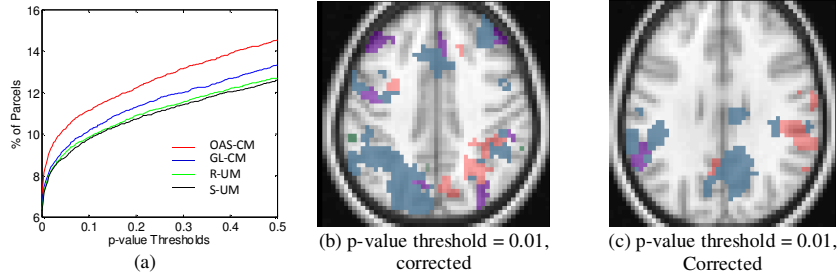 16
14
12
10
8
6
% of Parcels
OAS-CM
GL-CM
R-UM
S-UM
0 0.1 0.2 0.3 0.4 0.5
p-value Thresholds
(a)
(b) p-value threshold = 0.01,
corrected
(c) p-value threshold = 0.01,
Corrected